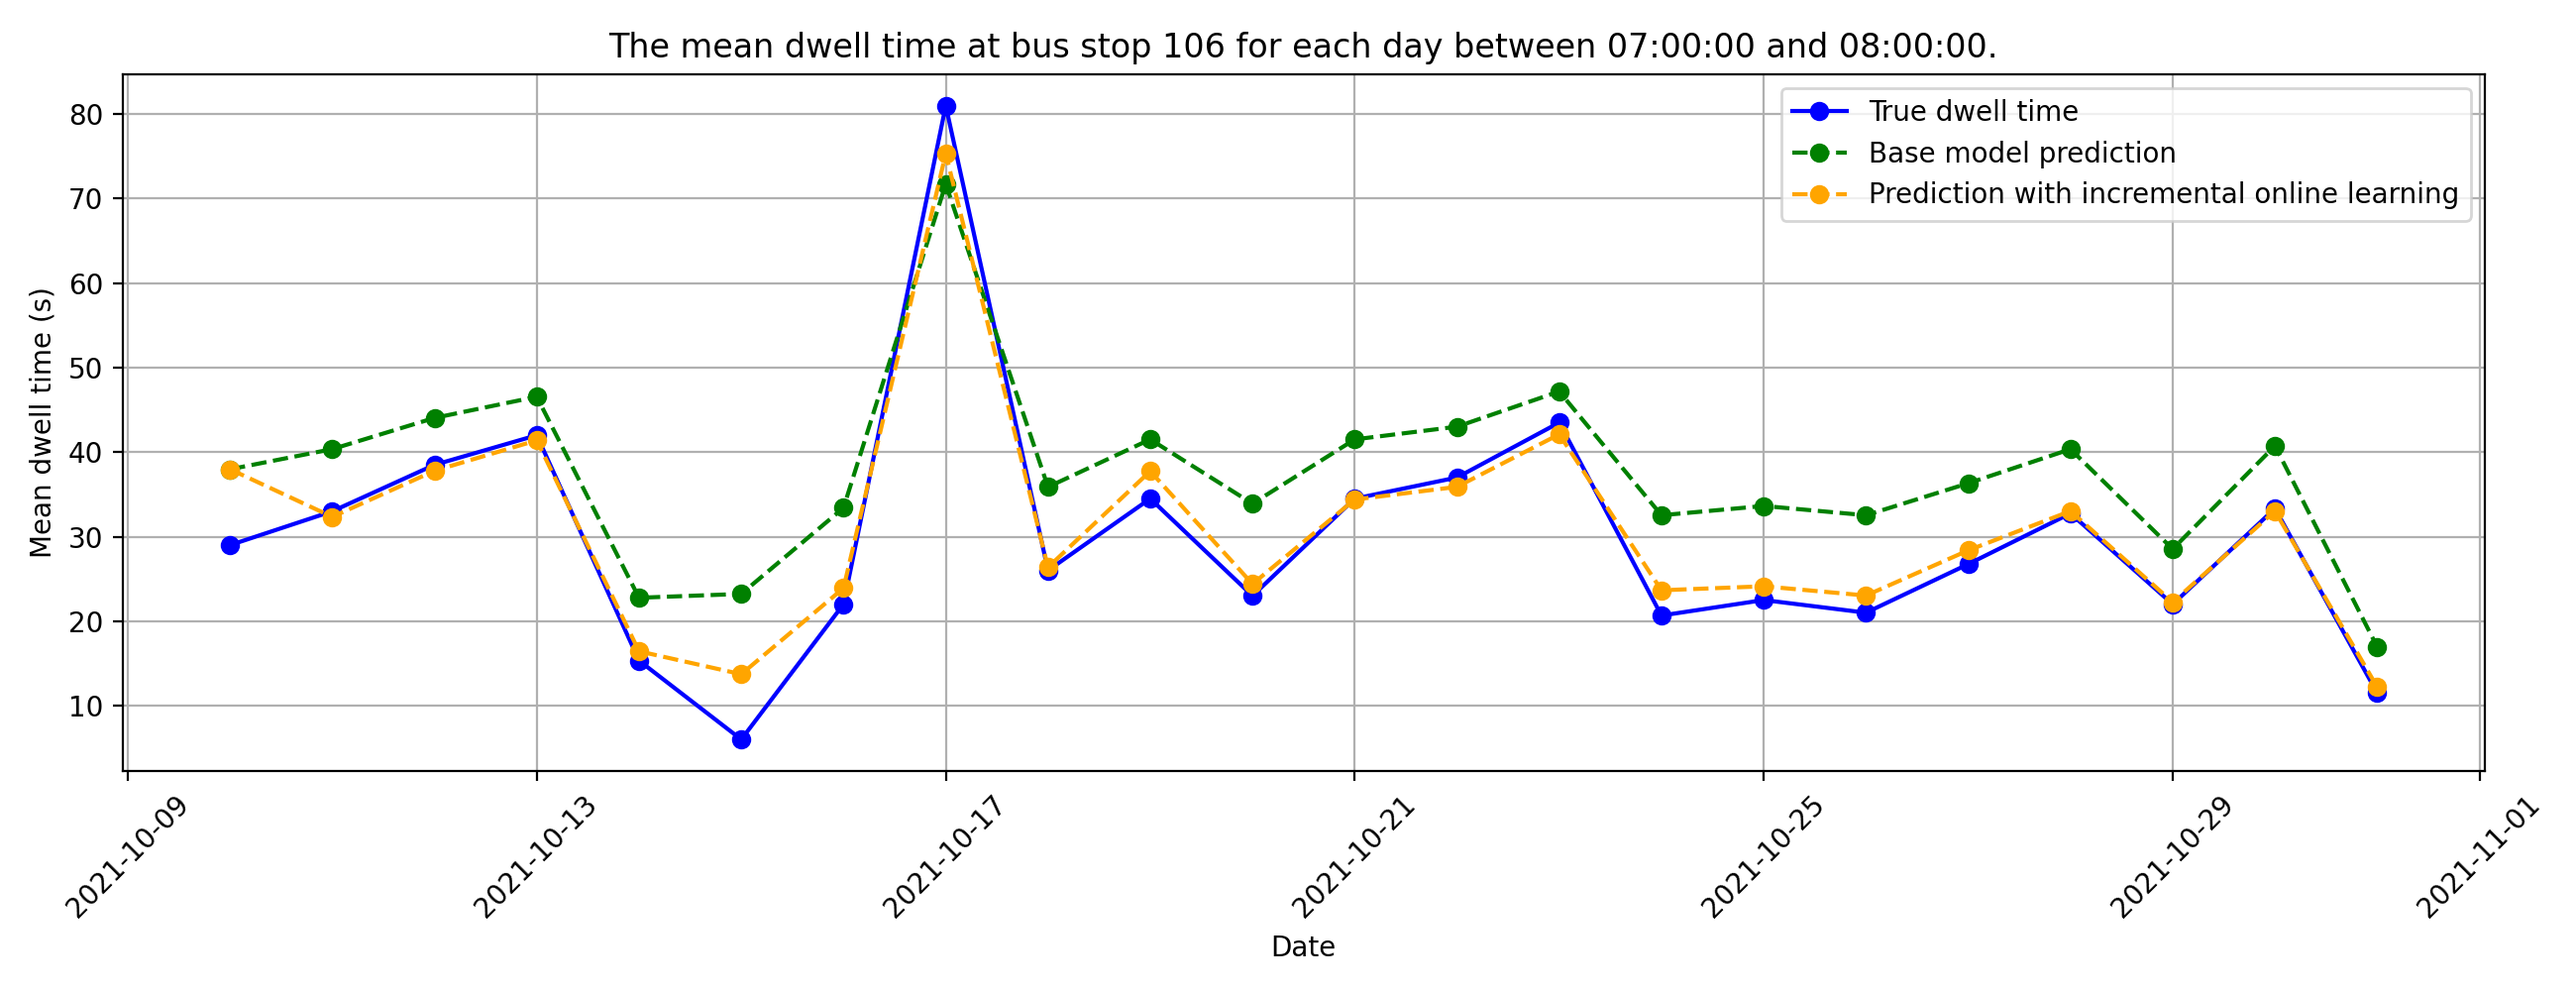 The mean dwell time at bus stop 106 for each day between 07:00:00 and 08:00:00.
True dwell time
Base model prediction
Prediction with incremental online learning
Mean dwell time (s)
80
70
60
50
40
30
20
10
2021-10-09
2021-10-13
2021-10-17
2021-10-21
2021-10-25
2021-10-29
2021-11-01
Date